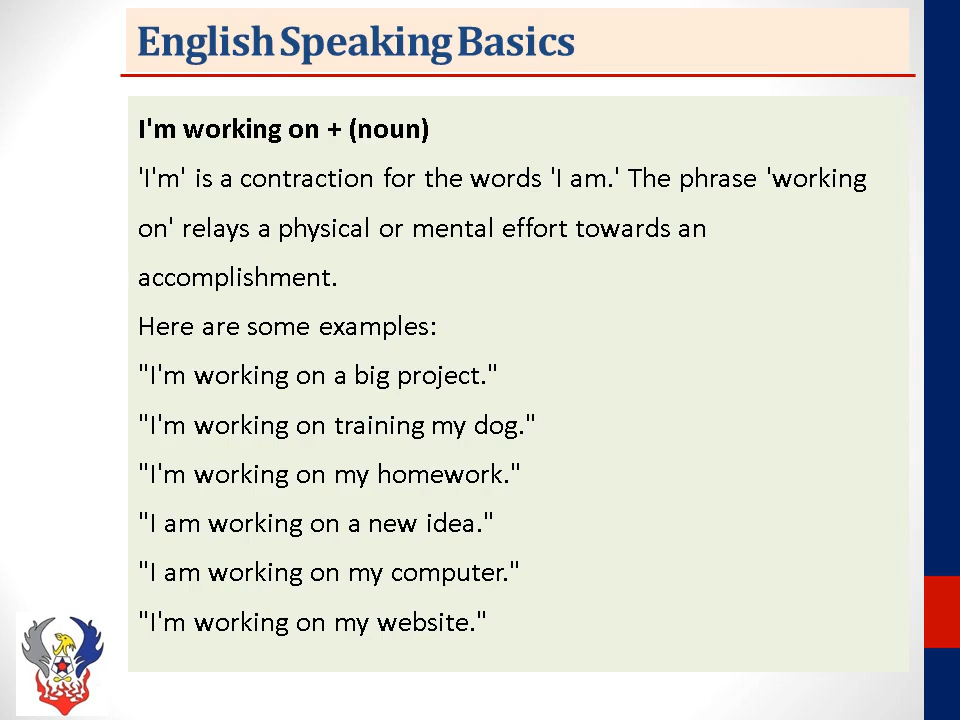 English Speaking Basics
I'm working on + (noun)
'I'm' is a contraction for the words 'I am.' The phrase 'working
on' relays a physical or mental effort towards an
accomplishment.
Here are some examples:
"I'm working on a big project."
"I'm working on training my dog."
"I'm working on my homework."
"I am working on a new idea."
"I am working on my computer."
"I'm working on my website."